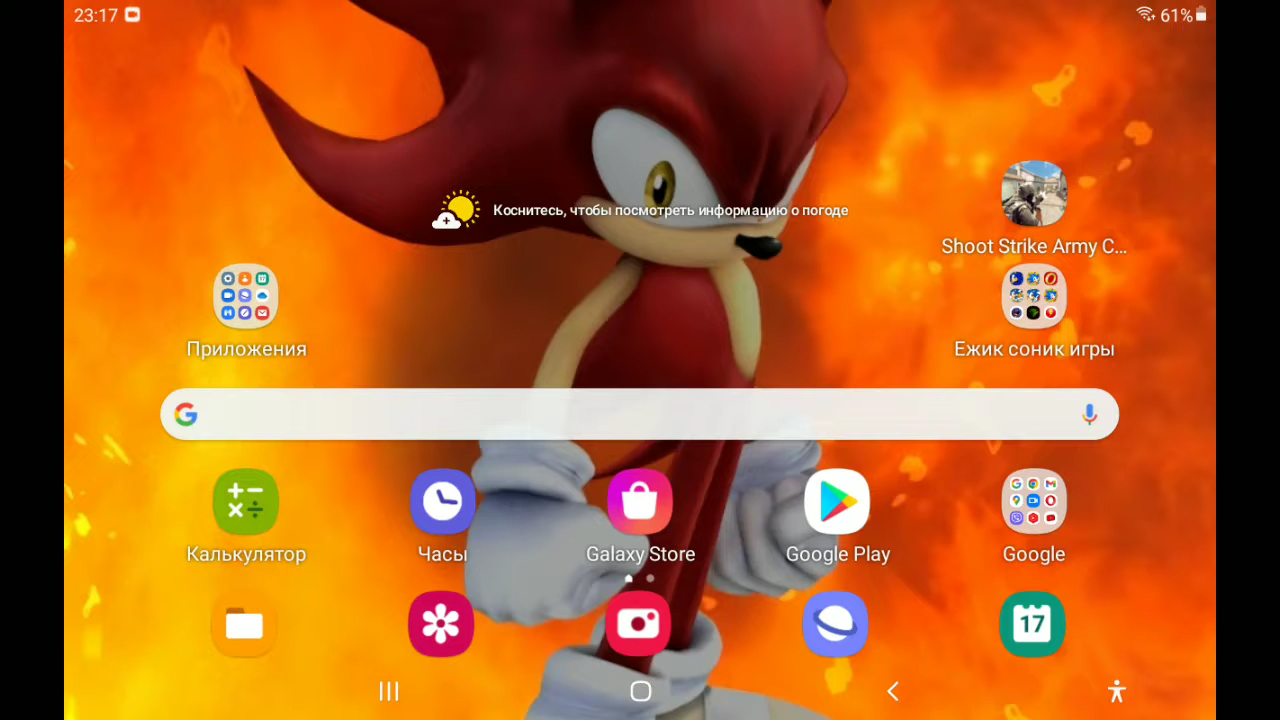 23:17
61%
Коснитесь, чтобы посмотреть информацию о погоде
Shoot Strike Army C...
Приложения
Ежик соник игры
Калькулятор
Часы
Galaxy Store
Google Play
Google
17